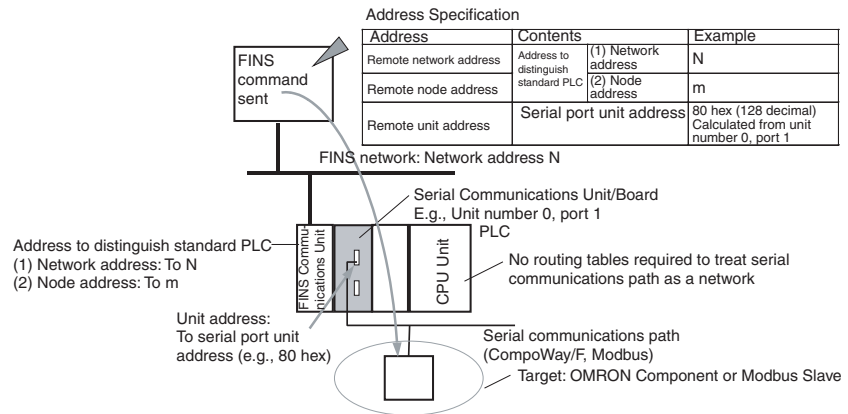 Address Specification
Address Contents Example
Remote network address Address to distinguish standard PLC (1) Network address N
Remote node address (2) Node address m
Remote unit address Serial port unit address 80 hex (128 decimal)
Calculated from unit
number 0, port 1
FINS
command
sent
FINS network: Network address N
Serial Communications Unit/Board
E.g., Unit number 0, port 1
PLC
Address to distinguish standard PLC
(1) Network address: To N
(2) Node address: To m
FINS Commu-
nications Unit
CPU Unit
No routing tables required to treat serial
communications path as a network
Unit address:
To serial port unit
address (e.g., 80 hex)
Serial communications path
(CompoWay/F, Modbus)
Target: OMRON Component or Modbus Slave